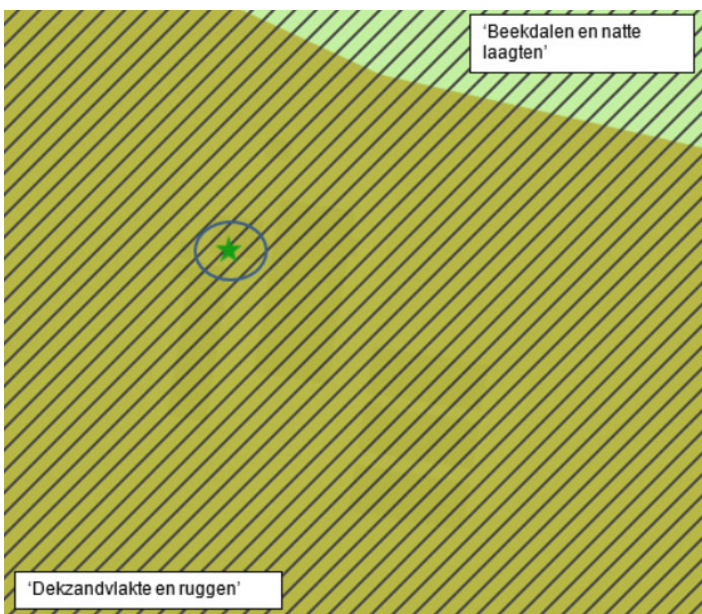 ‘Beekdalen en natte
laagten’
‘Dekzandvlakte en ruggen’